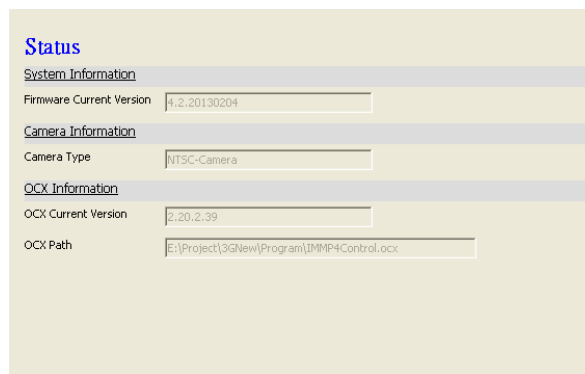 Status
System Information
Firmware Current Version 4.2.20130204
Camera Information
Camera Type NTSC-Camera
OCX Information
OCX Current Version 2.20.2.39
OCX Path E:\Project\3GNew\Program\IMMP4Control.ocx